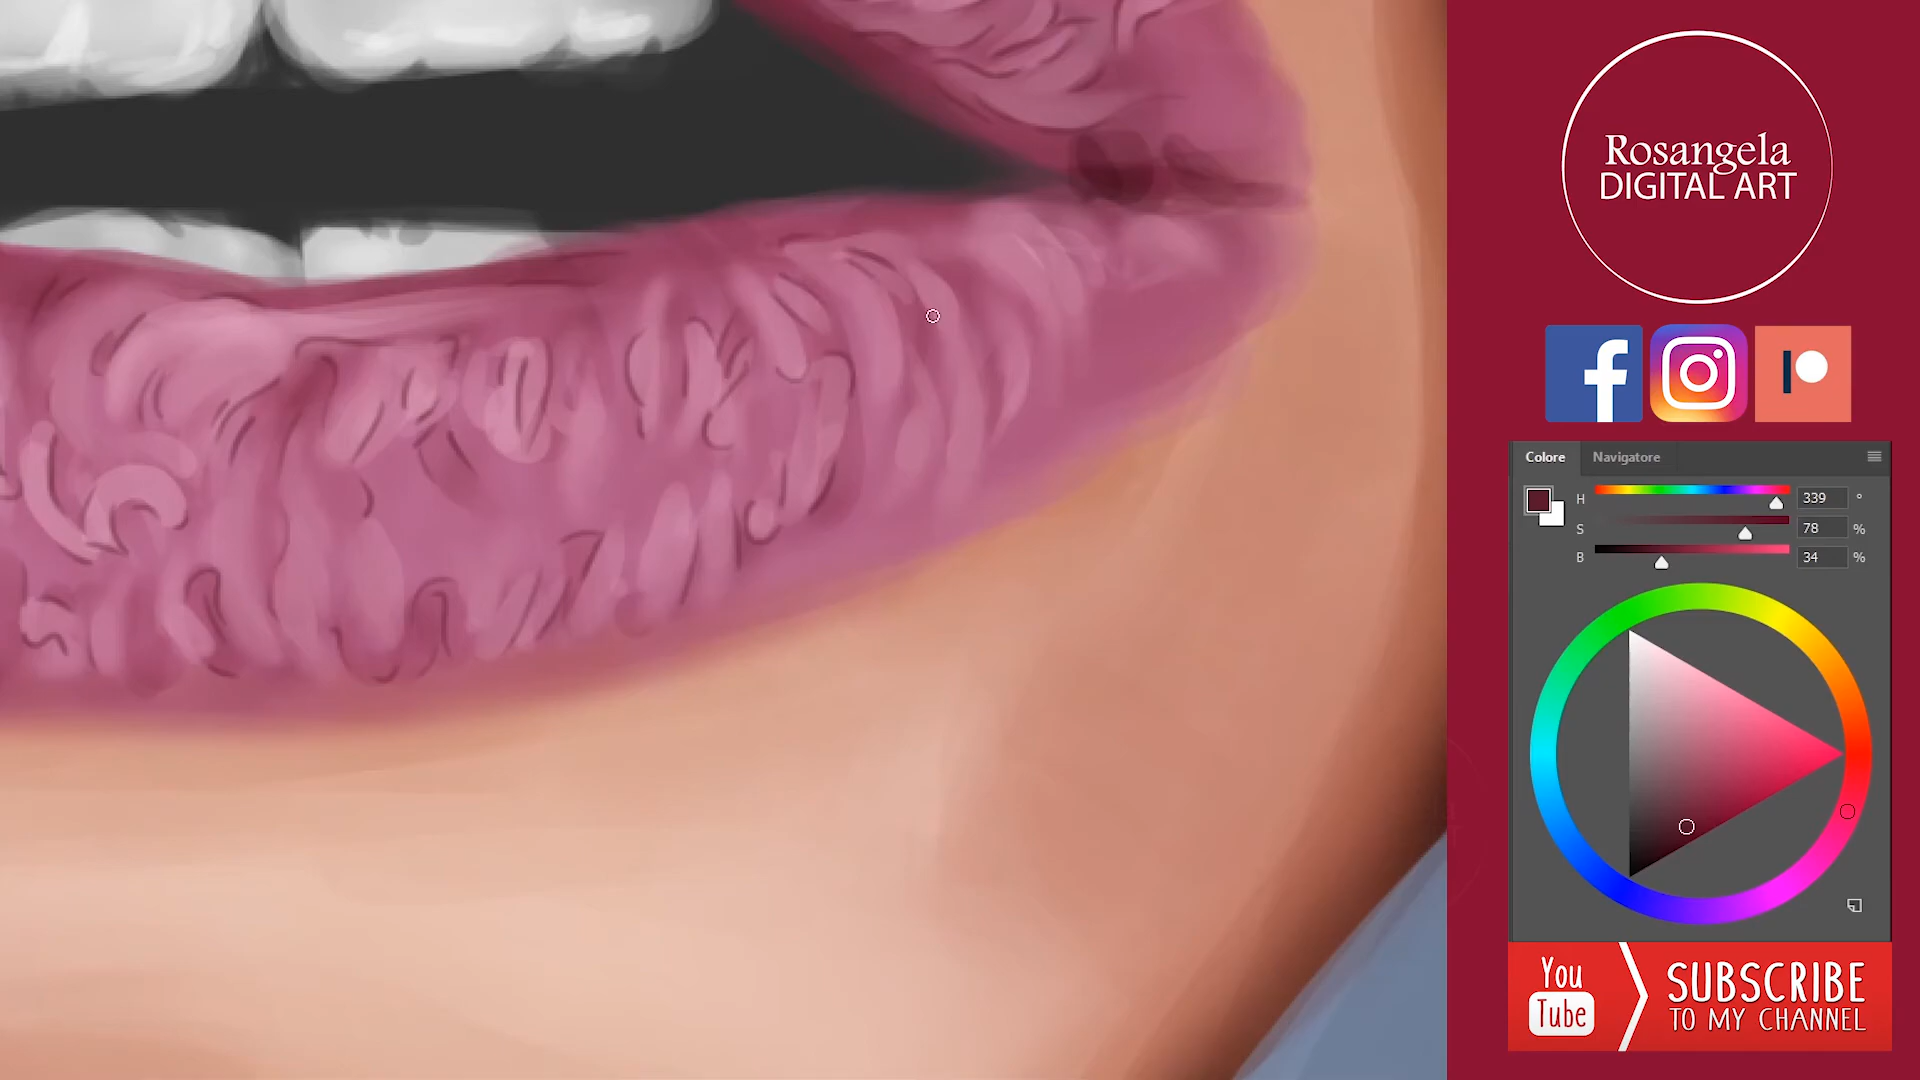 Rosangela
DIGITAL ART
Colore Navigatore
H 339 °
S 78 %
B 34 %
You
Tube
SUBSCRIBE
TO MY CHANNEL